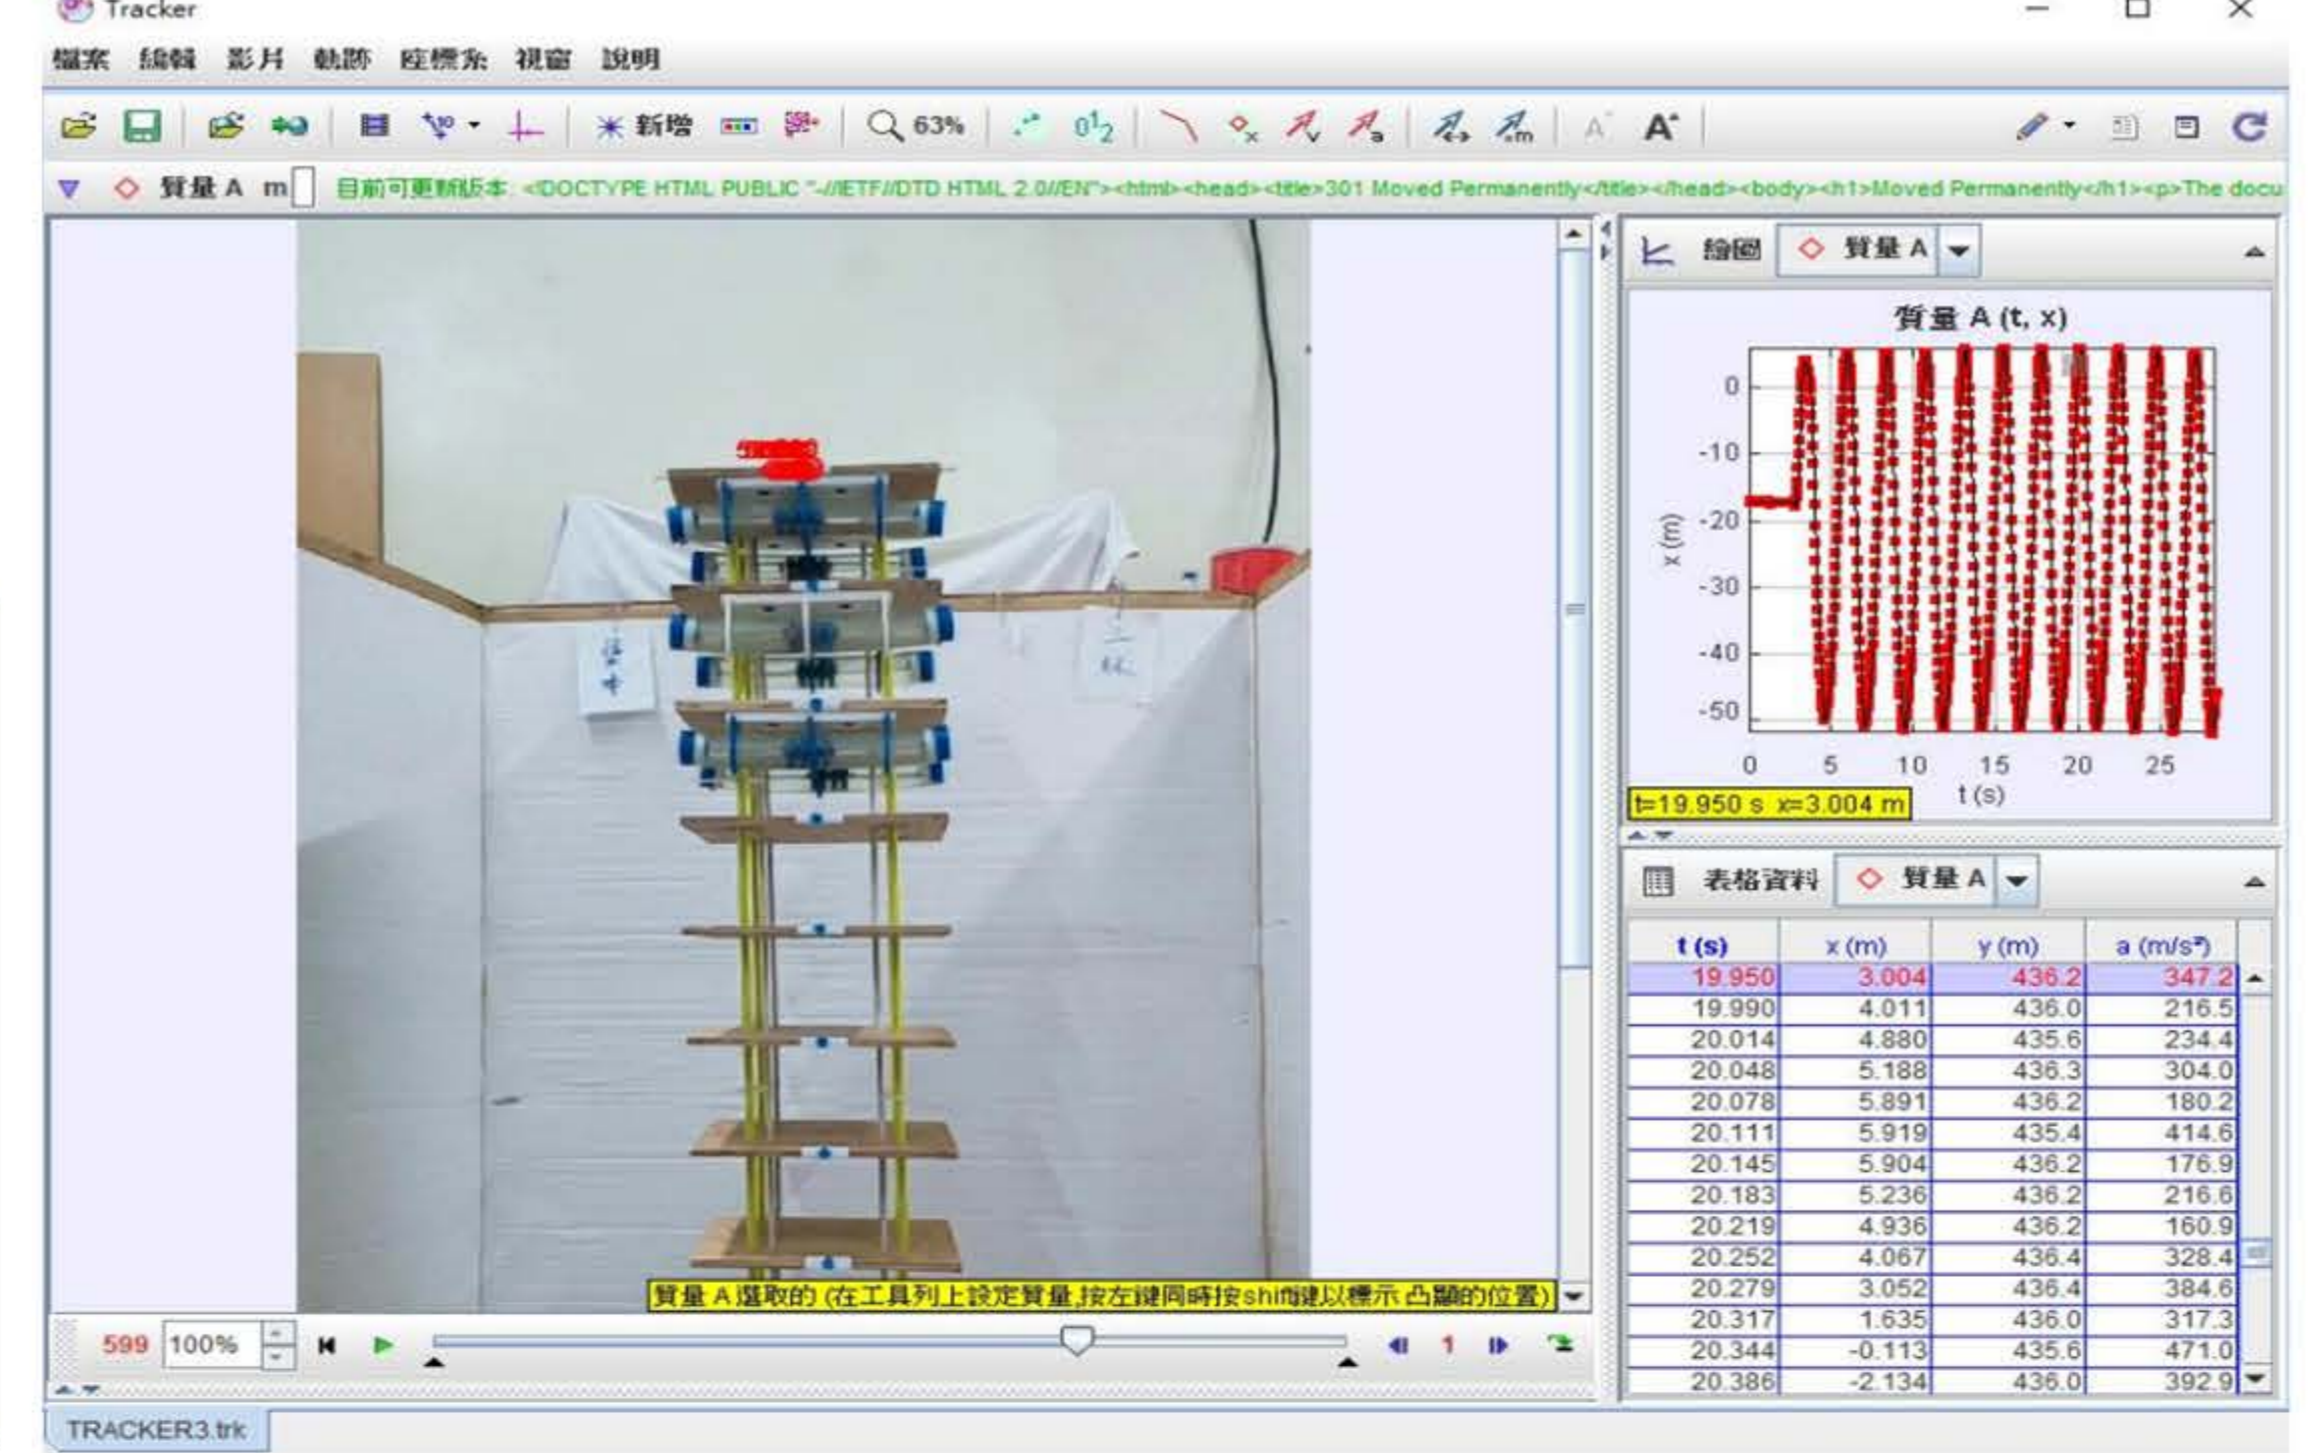 Tracker
檔案 編輯 影片 軌跡 座標系 視窗 說明
新增 63%
質量 A m 目前可更新版本: <!DOCTYPE HTML PUBLIC "-//IETF//DTD HTML 2.0//EN"><html><head><title>301 Moved Permanently</title></head><body><h1>Moved Permanently</h1><p>The docu
繪圖 質量 A
質量 A (t, x)
0
-10
-20
-30
-40
-50
x (m)
0 5 10 15 20 25
t (s)
t=19.950 s x=3.004 m
表格資料 質量 A
t (s) x (m) y (m) a (m/s²)
19.950 3.004 436.2 347.2
19.990 4.011 436.0 216.5
20.014 4.880 435.6 234.4
20.048 5.188 436.3 304.0
20.078 5.891 436.2 180.2
20.111 5.919 435.4 414.6
20.145 5.904 436.2 176.9
20.183 5.236 436.2 216.6
20.219 4.936 436.2 160.9
20.252 4.067 436.4 328.4
20.279 3.052 436.4 384.6
20.317 1.635 436.0 317.3
20.344 -0.113 435.6 471.0
20.386 -2.134 436.0 392.9
質量 A 選取的 (在工具列上設定質量,按左鍵同時按shift鍵以標示 凸顯的位置)
599 100% 1
TRACKER3.trk